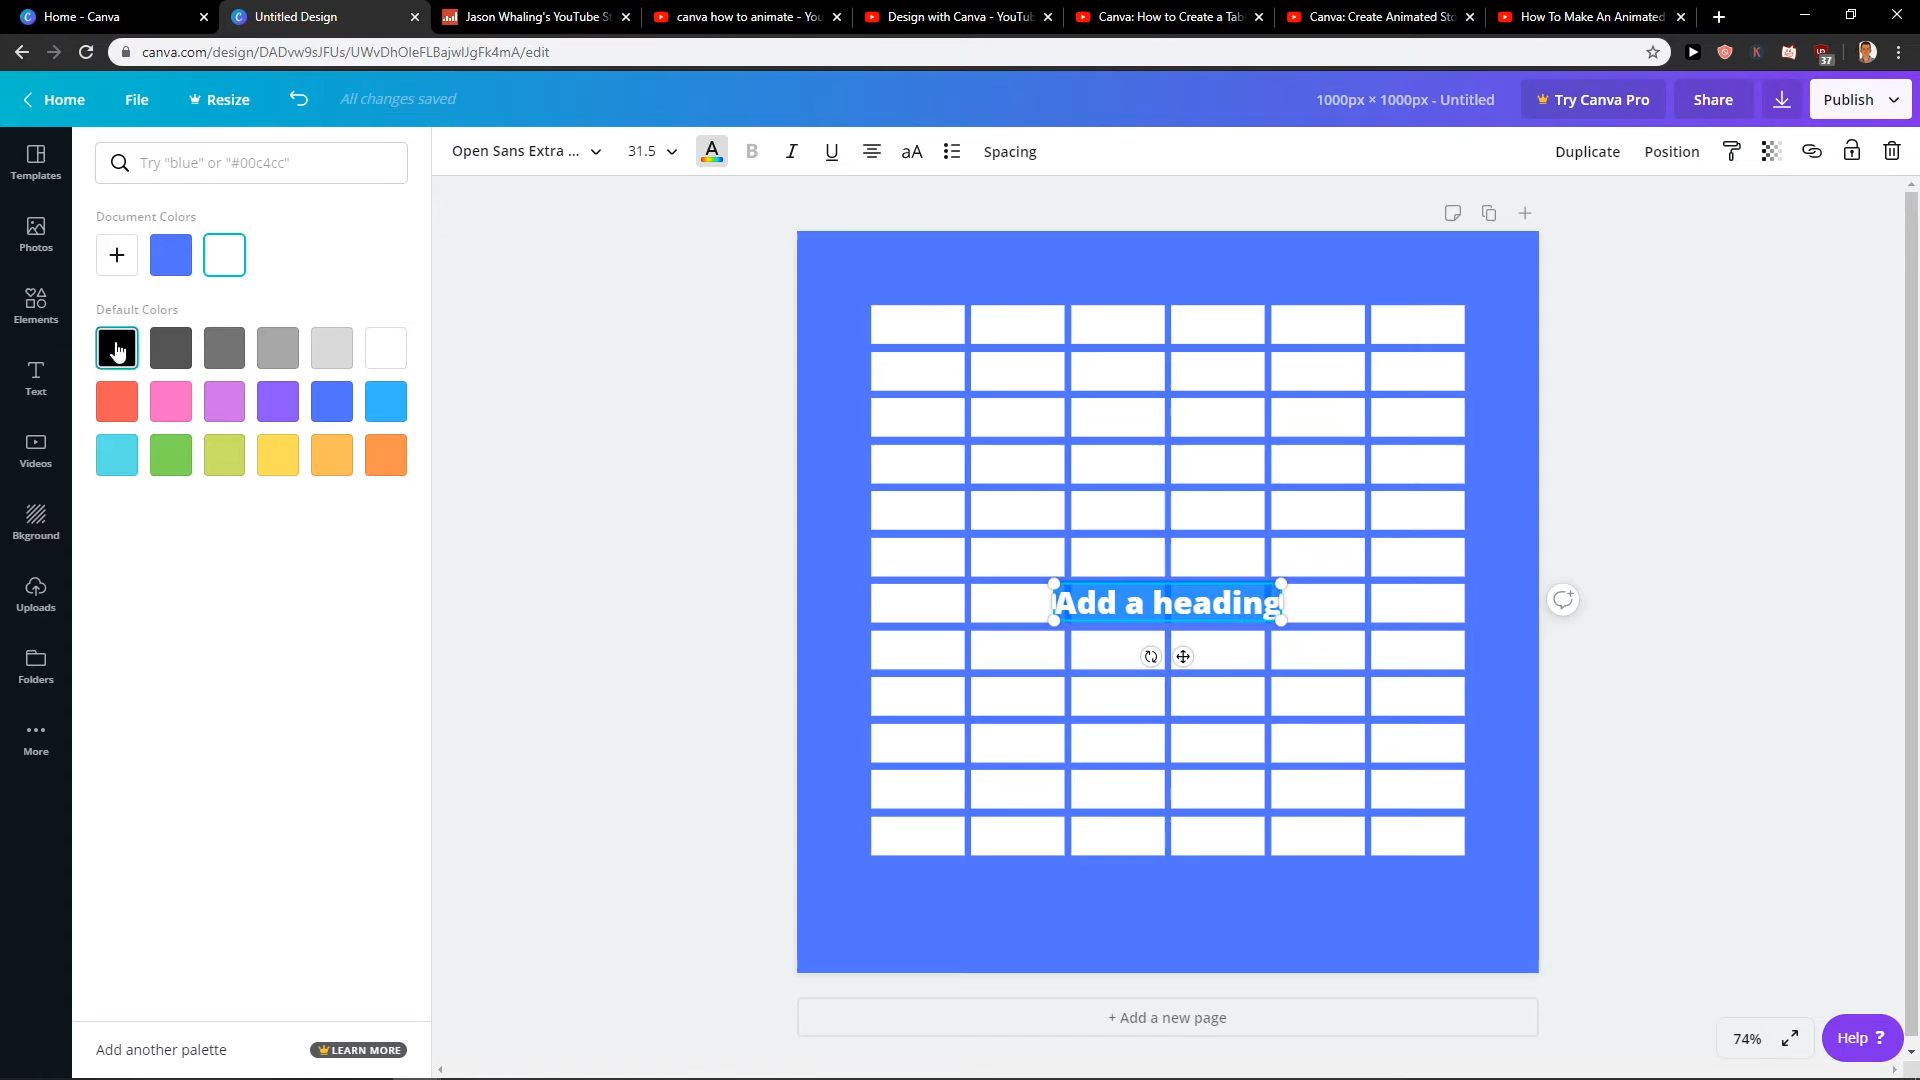 Home - Canva
Untitled Design
Jason Whaling's YouTube St
canva how to animate - You
Design with Canva - YouTube
Canva: How to Create a Tab
Canva: Create Animated Sto
How To Make An Animated
canva.com/design/DADvw9sJFUs/UWvDhOIeFLBajwIJgFk4mA/edit
37
Home
File
Resize
All changes saved
1000px × 1000px - Untitled
Try Canva Pro
Share
Publish
Templates
Photos
Elements
Text
Videos
Bkground
Uploads
Folders
More
Try "blue" or "#00c4cc"
Document Colors
Default Colors
Add another palette
LEARN MORE
Open Sans Extra ...
31.5
A
B
I
U
aA
Spacing
Duplicate
Position
Add a heading
+ Add a new page
74%
Help ?